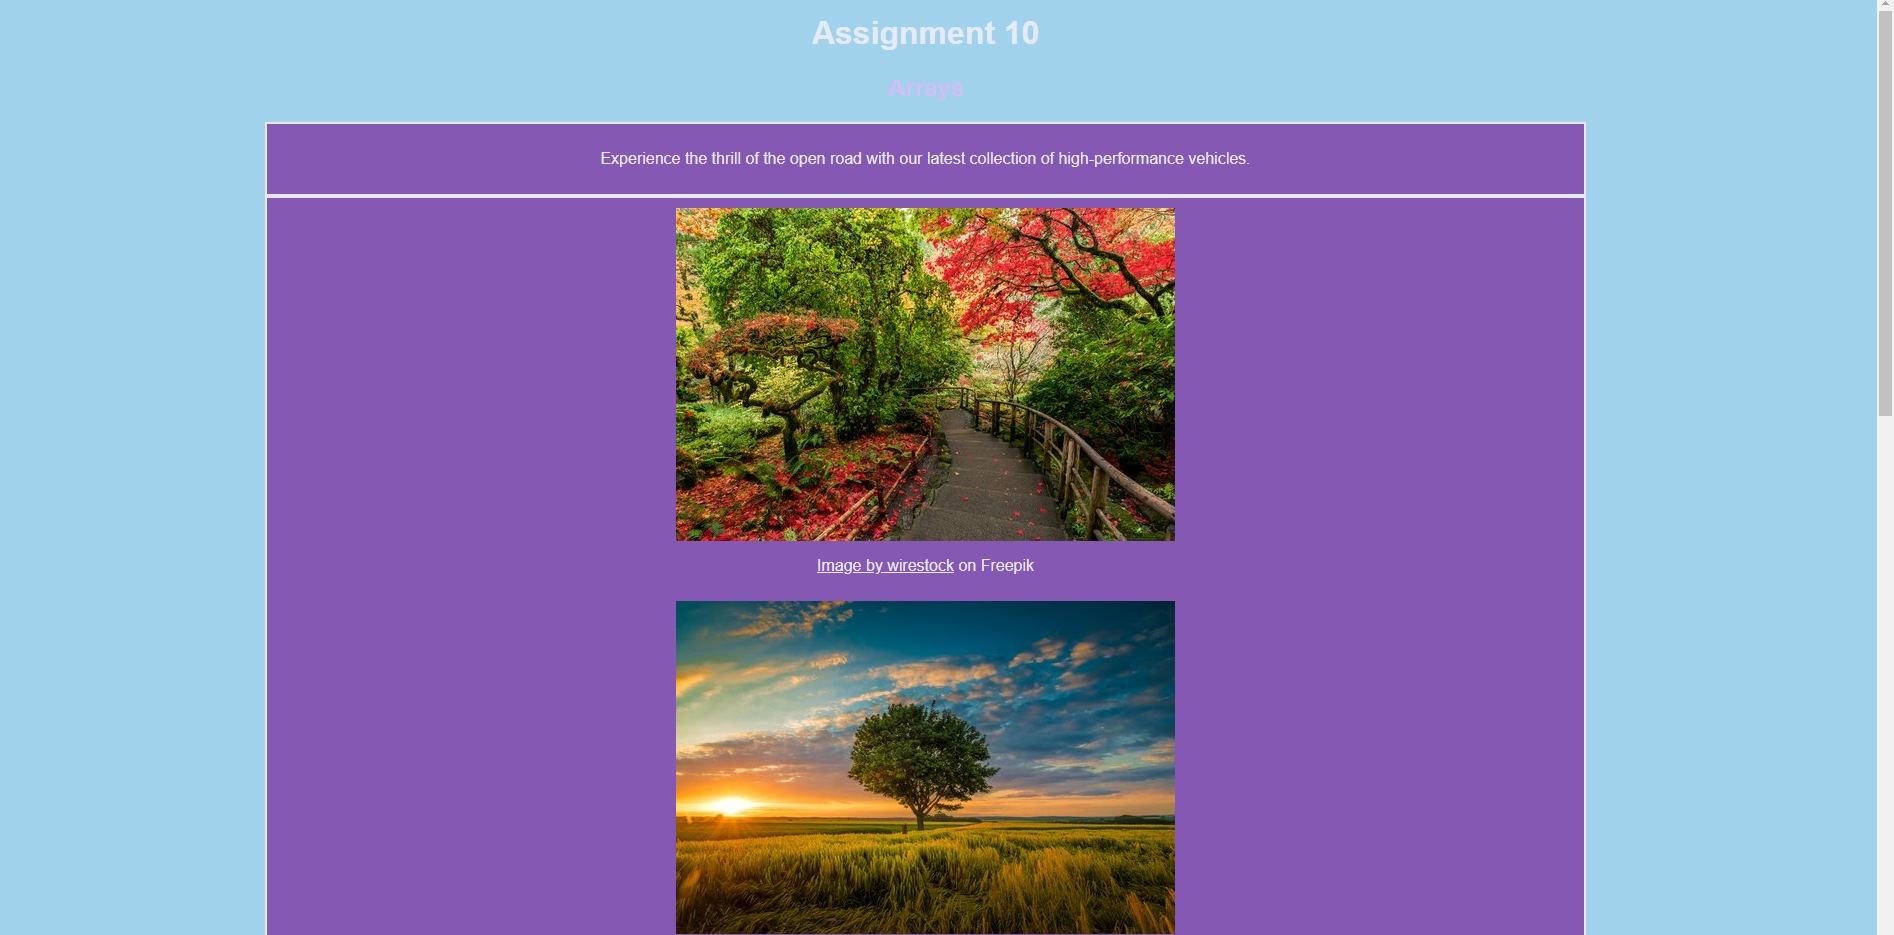 Assignment 10
Arrays
Experience the thrill of the open road with our latest collection of high-performance vehicles.
Image by wirestock on Freepik